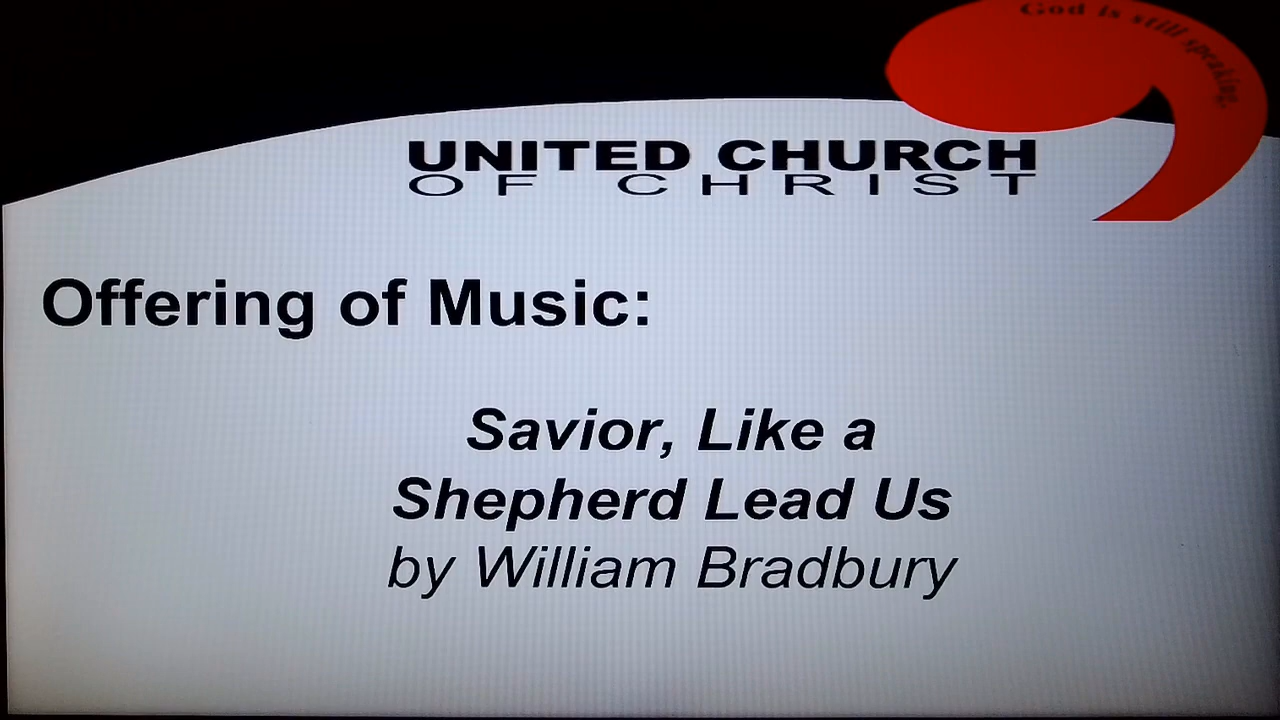 God is still speaking,
UNITED CHURCH
OF CHRIST
Offering of Music:
Savior, Like a
Shepherd Lead Us
by William Bradbury